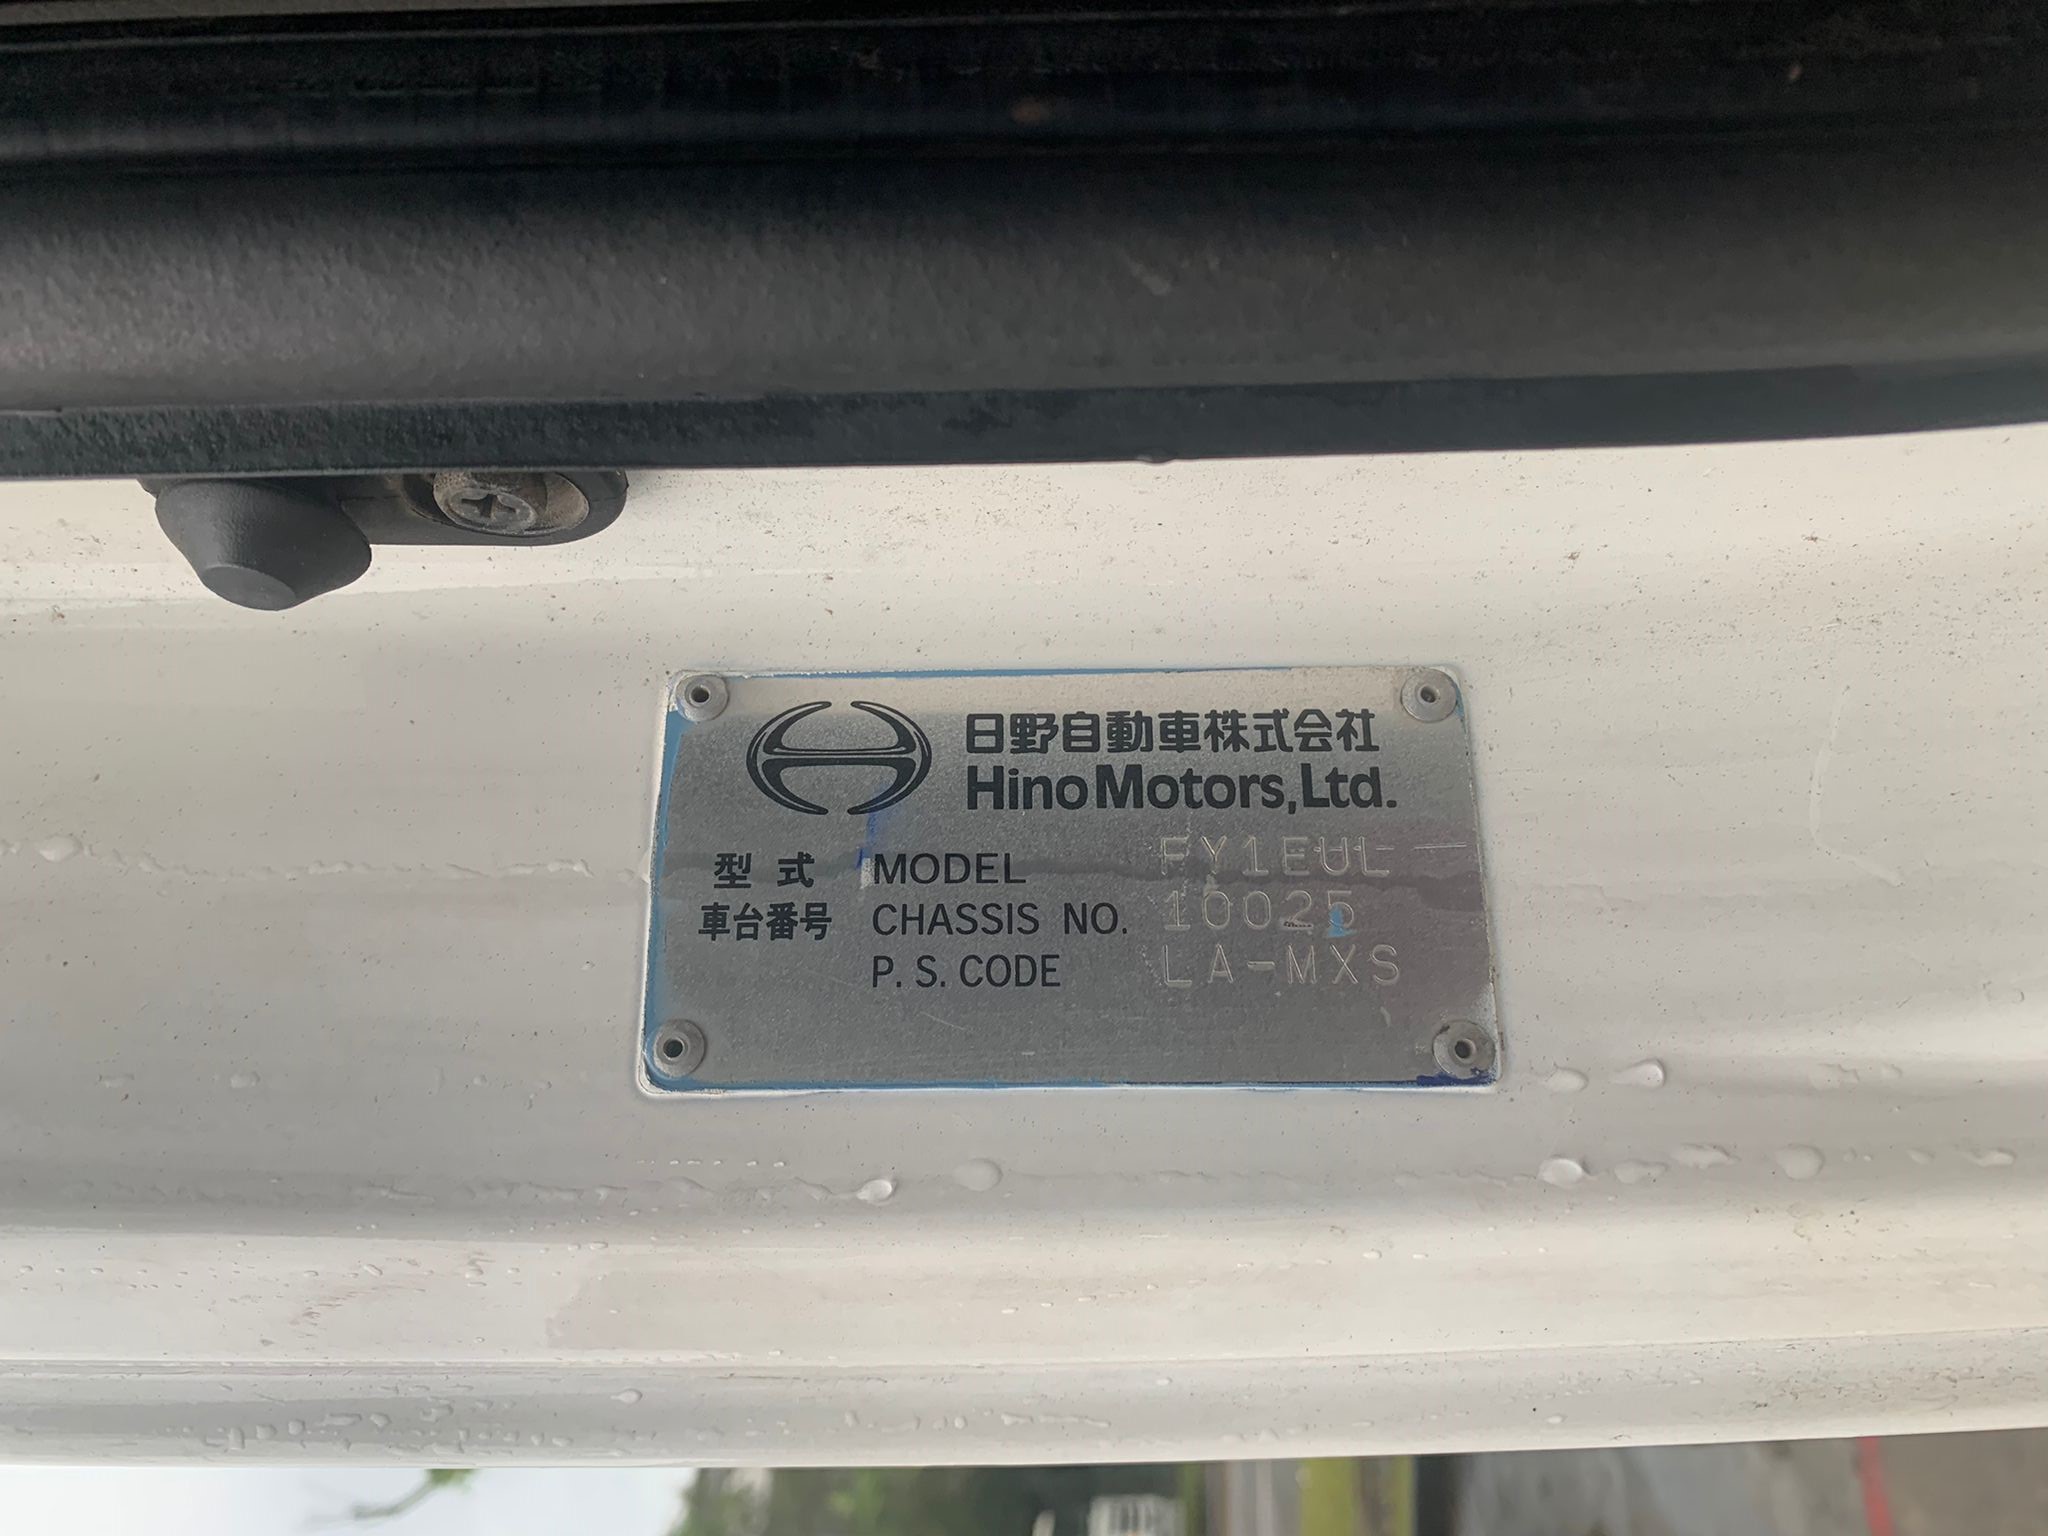 日野自動車株式会社
Hino Motors, Ltd.
型式 MODEL FY1EUL
車台番号 CHASSIS NO. 10025
P. S. CODE LA-MXS